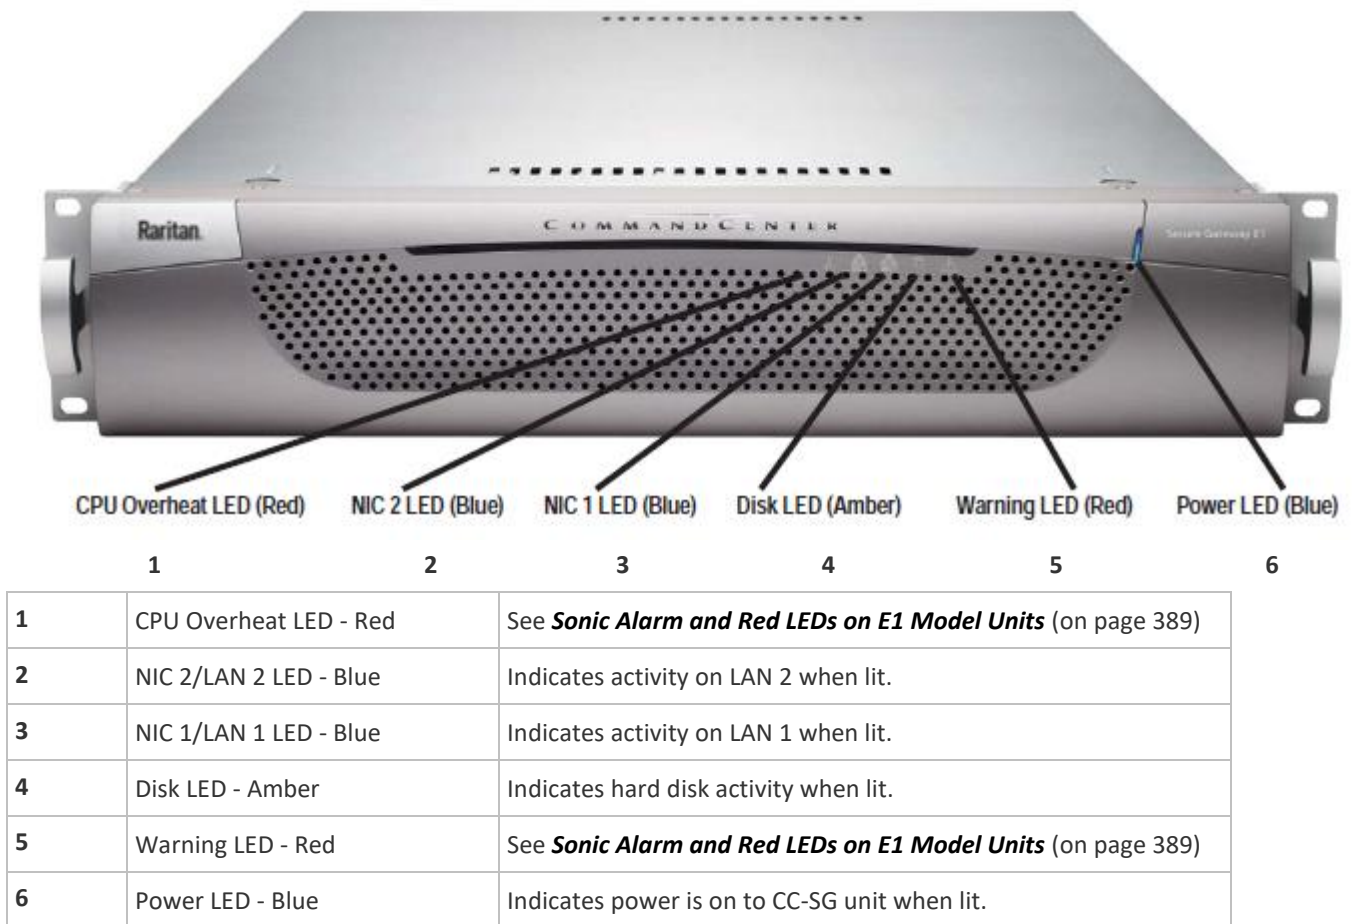 Raritan.
COMMANDCENTER
Secure Gateway E1
CPU Overheat LED (Red) NIC 2 LED (Blue) NIC 1 LED (Blue) Disk LED (Amber) Warning LED (Red) Power LED (Blue)
1 2 3 4 5 6
1 CPU Overheat LED - Red See Sonic Alarm and Red LEDs on E1 Model Units (on page 389)
2 NIC 2/LAN 2 LED - Blue Indicates activity on LAN 2 when lit.
3 NIC 1/LAN 1 LED - Blue Indicates activity on LAN 1 when lit.
4 Disk LED - Amber Indicates hard disk activity when lit.
5 Warning LED - Red See Sonic Alarm and Red LEDs on E1 Model Units (on page 389)
6 Power LED - Blue Indicates power is on to CC-SG unit when lit.